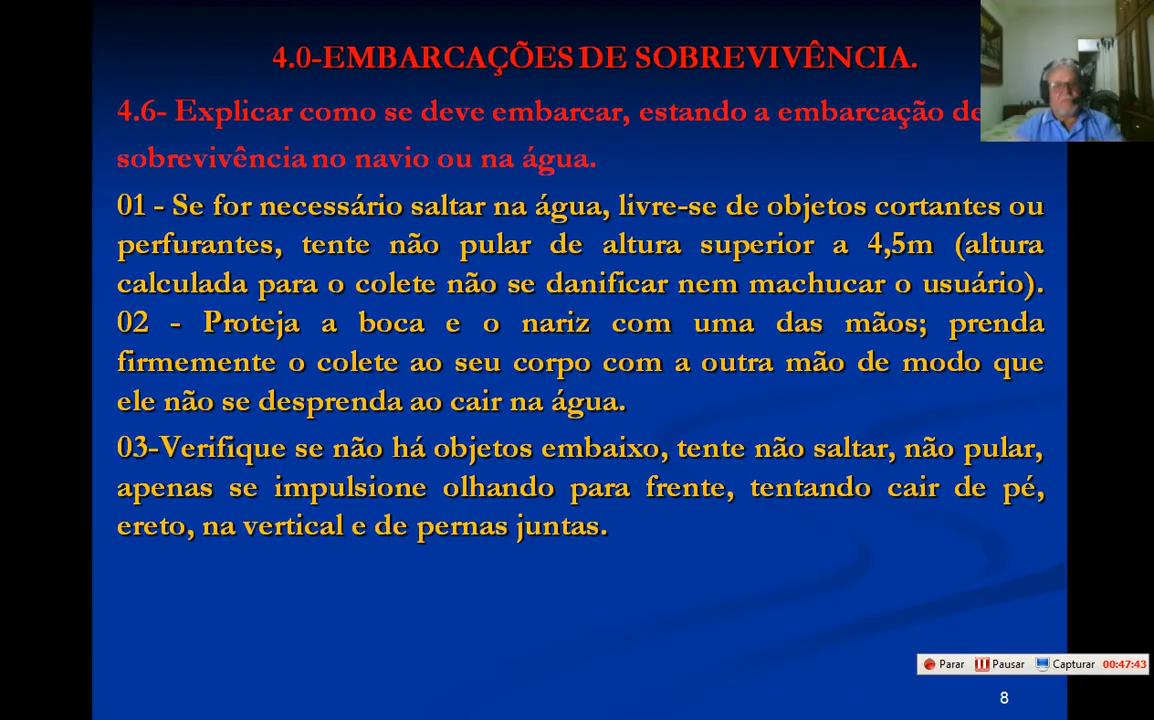 4.0-EMBARCAÇÕES DE SOBREVIVÊNCIA.
4.6- Explicar como se deve embarcar, estando a embarcação de
sobrevivência no navio ou na água.
01 - Se for necessário saltar na água, livre-se de objetos cortantes ou
perfurantes, tente não pular de altura superior a 4,5m (altura
calculada para o colete não se danificar nem machucar o usuário).
02 - Proteja a boca e o nariz com uma das mãos; prenda
firmemente o colete ao seu corpo com a outra mão de modo que
ele não se desprenda ao cair na água.
03-Verifique se não há objetos embaixo, tente não saltar, não pular,
apenas se impulsione olhando para frente, tentando cair de pé,
ereto, na vertical e de pernas juntas.
Parar Pausar Capturar 00:47:43
8